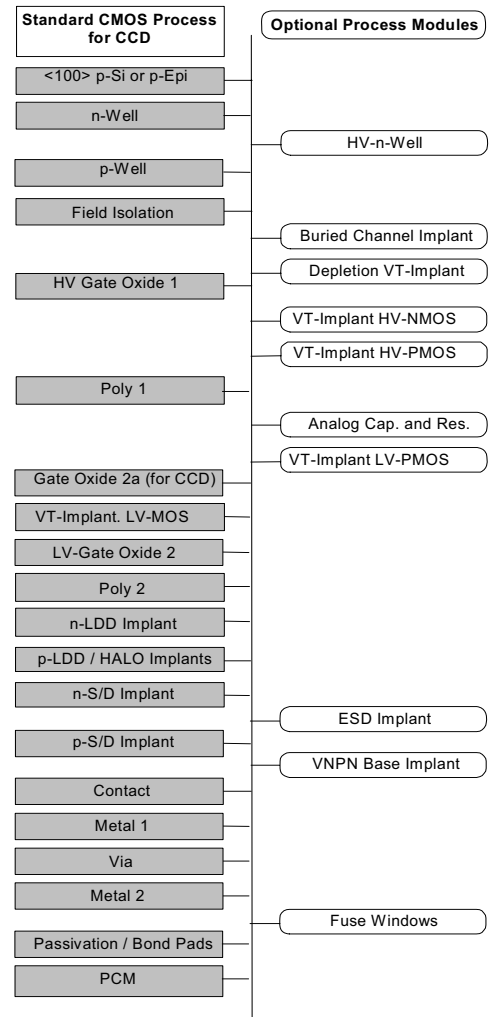 Standard CMOS Process
for CCD
Optional Process Modules
<100> p-Si or p-Epi
n-Well
HV-n-Well
p-Well
Field Isolation
Buried Channel Implant
Depletion VT-Implant
HV Gate Oxide 1
VT-Implant HV-NMOS
VT-Implant HV-PMOS
Poly 1
Analog Cap. and Res.
VT-Implant LV-PMOS
Gate Oxide 2a (for CCD)
VT-Implant. LV-MOS
LV-Gate Oxide 2
Poly 2
n-LDD Implant
p-LDD / HALO Implants
n-S/D Implant
ESD Implant
p-S/D Implant
VNPN Base Implant
Contact
Metal 1
Via
Metal 2
Fuse Windows
Passivation / Bond Pads
PCM